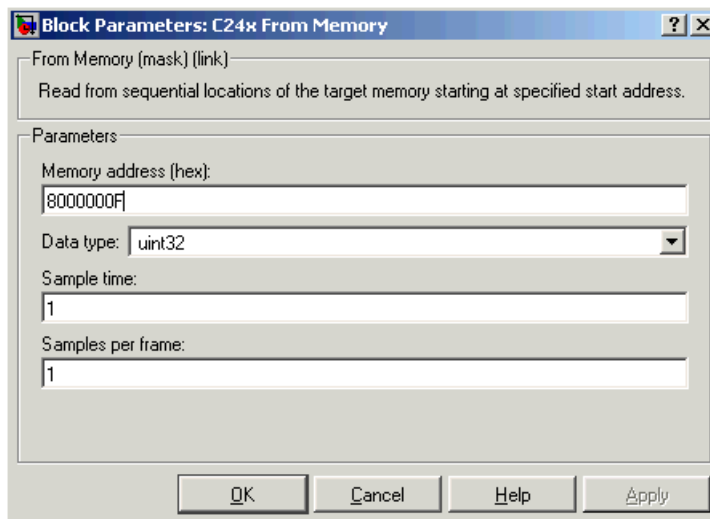 Block Parameters: C24x From Memory
From Memory (mask) (link)
Read from sequential locations of the target memory starting at specified start address.
Parameters
Memory address (hex):
8000000F
Data type: uint32
Sample time:
1
Samples per frame:
1
OK Cancel Help Apply